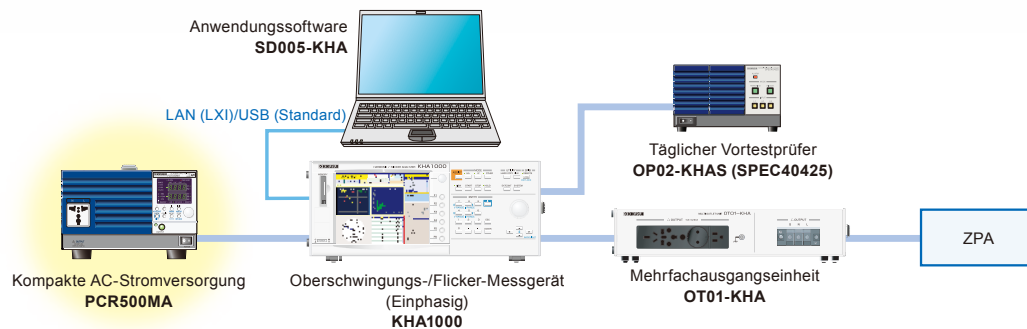 Anwendungssoftware
SD005-KHA
LAN (LXI)/USB (Standard)
KHA1000
Täglicher Vortestprüfer
OP02-KHAS (SPEC40425)
OT01-KHA
ZPA
Kompakte AC-Stromversorgung
PCR500MA
Oberschwingungs-/Flicker-Messgerät
(Einphasig)
KHA1000
Mehrfachausgangseinheit
OT01-KHA